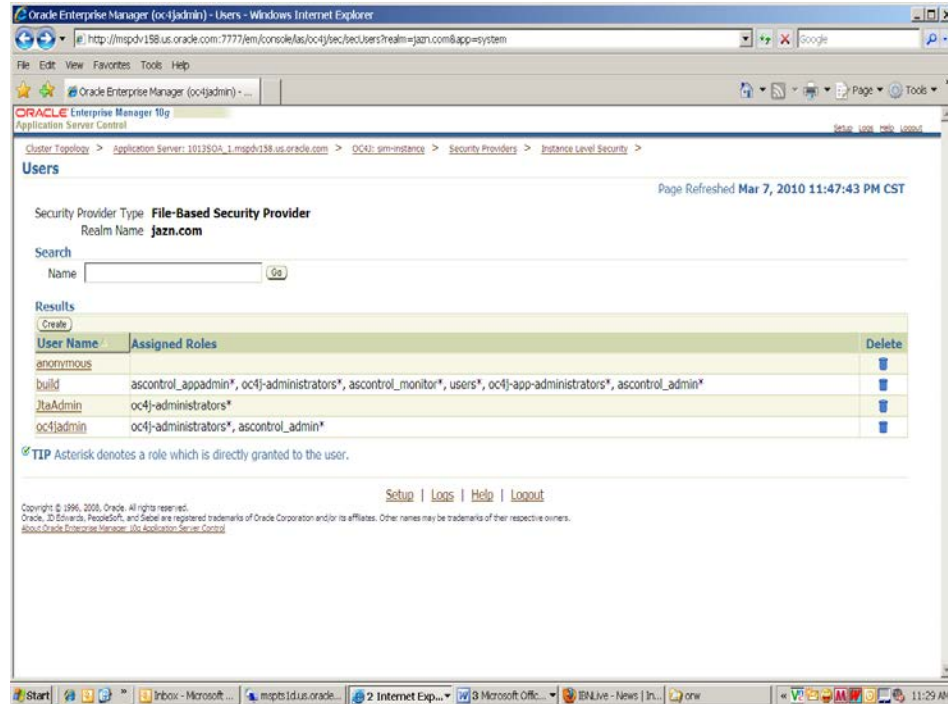 Oracle Enterprise Manager (oc4jadmin) - Users - Windows Internet Explorer
http://mspdv158.us.oracle.com:7777/em/console/ias/oc4j/sec/secUsers?realm=jazn.com&app=system
Google
File Edit View Favorites Tools Help
Oracle Enterprise Manager (oc4jadmin) - ...
Page Tools
ORACLE Enterprise Manager 10g
Application Server Control
Setup Logs Help Logout
Cluster Topology > Application Server: 1013SOA_1.mspdv158.us.oracle.com > OC4J: sim-instance > Security Providers > Instance Level Security >
Users
Page Refreshed Mar 7, 2010 11:47:43 PM CST
Security Provider Type File-Based Security Provider
Realm Name jazn.com
Search
Name Go
Results
Create
User Name Assigned Roles Delete
anonymous
build ascontrol_appadmin*, oc4j-administrators*, ascontrol_monitor*, users*, oc4j-app-administrators*, ascontrol_admin*
JtaAdmin oc4j-administrators*
oc4jadmin oc4j-administrators*, ascontrol_admin*
TIP Asterisk denotes a role which is directly granted to the user.
Setup | Logs | Help | Logout
Copyright © 1996, 2008, Oracle. All rights reserved.
Oracle, JD Edwards, PeopleSoft, and Siebel are registered trademarks of Oracle Corporation and/or its affiliates. Other names may be trademarks of their respective owners.
About Oracle Enterprise Manager 10g Application Server Control
Start » Inbox - Microsoft ... mspts1d.us.oracle... 2 Internet Exp... 3 Microsoft Offic... IBNLive - News | In... orw « 11:29 AM